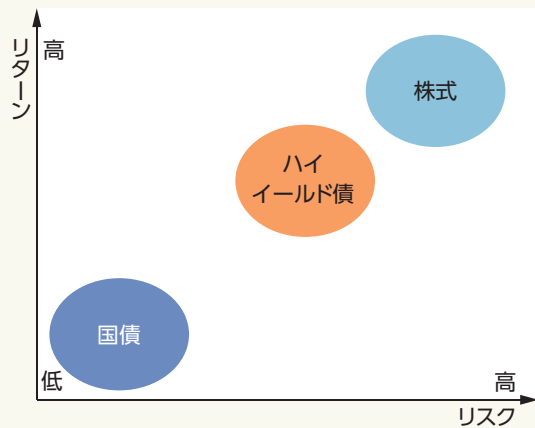 リターン
高
株式
ハイ
イールド債
国債
低
高
リスク